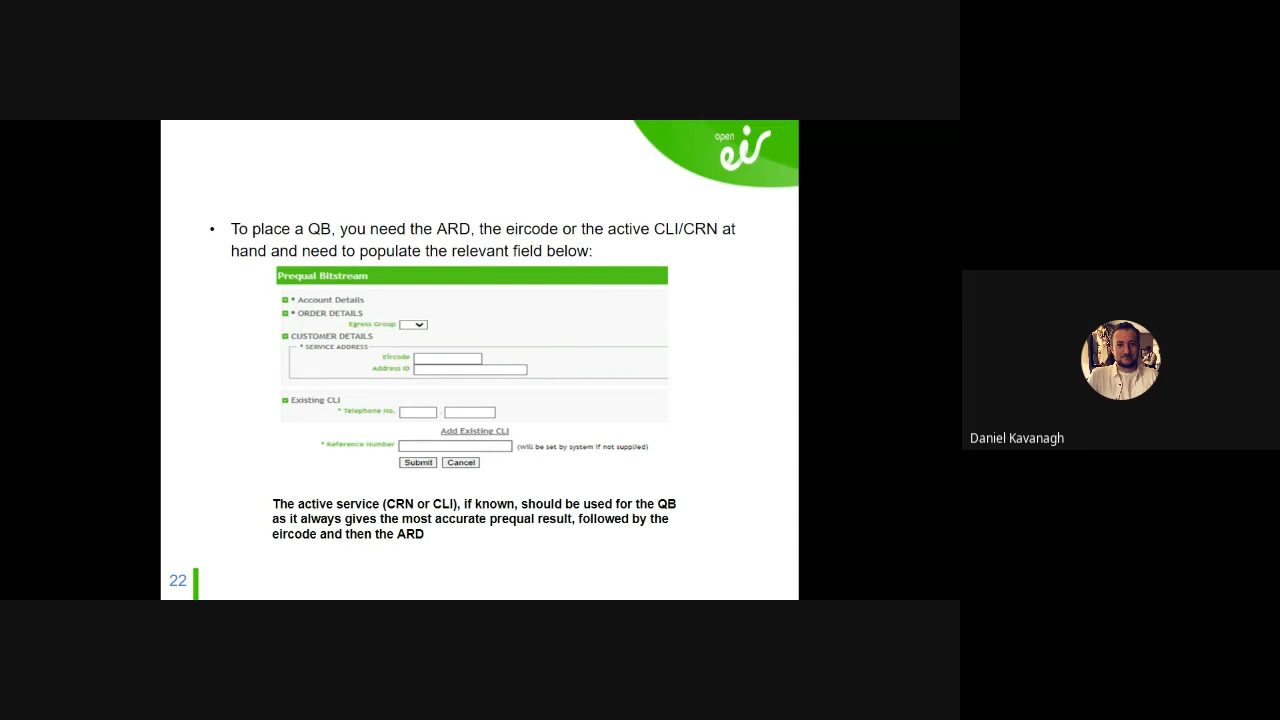 open
eir
• To place a QB, you need the ARD, the eircode or the active CLI/CRN at
hand and need to populate the relevant field below:
Prequal Bitstream
* Account Details
* ORDER DETAILS
Egress Group
CUSTOMER DETAILS
* SERVICE ADDRESS
Eircode
Address ID
Existing CLI
* Telephone No. -
Add Existing CLI
* Reference Number (will be set by system if not supplied)
Submit Cancel
Daniel Kavanagh
The active service (CRN or CLI), if known, should be used for the QB
as it always gives the most accurate prequal result, followed by the
eircode and then the ARD
22